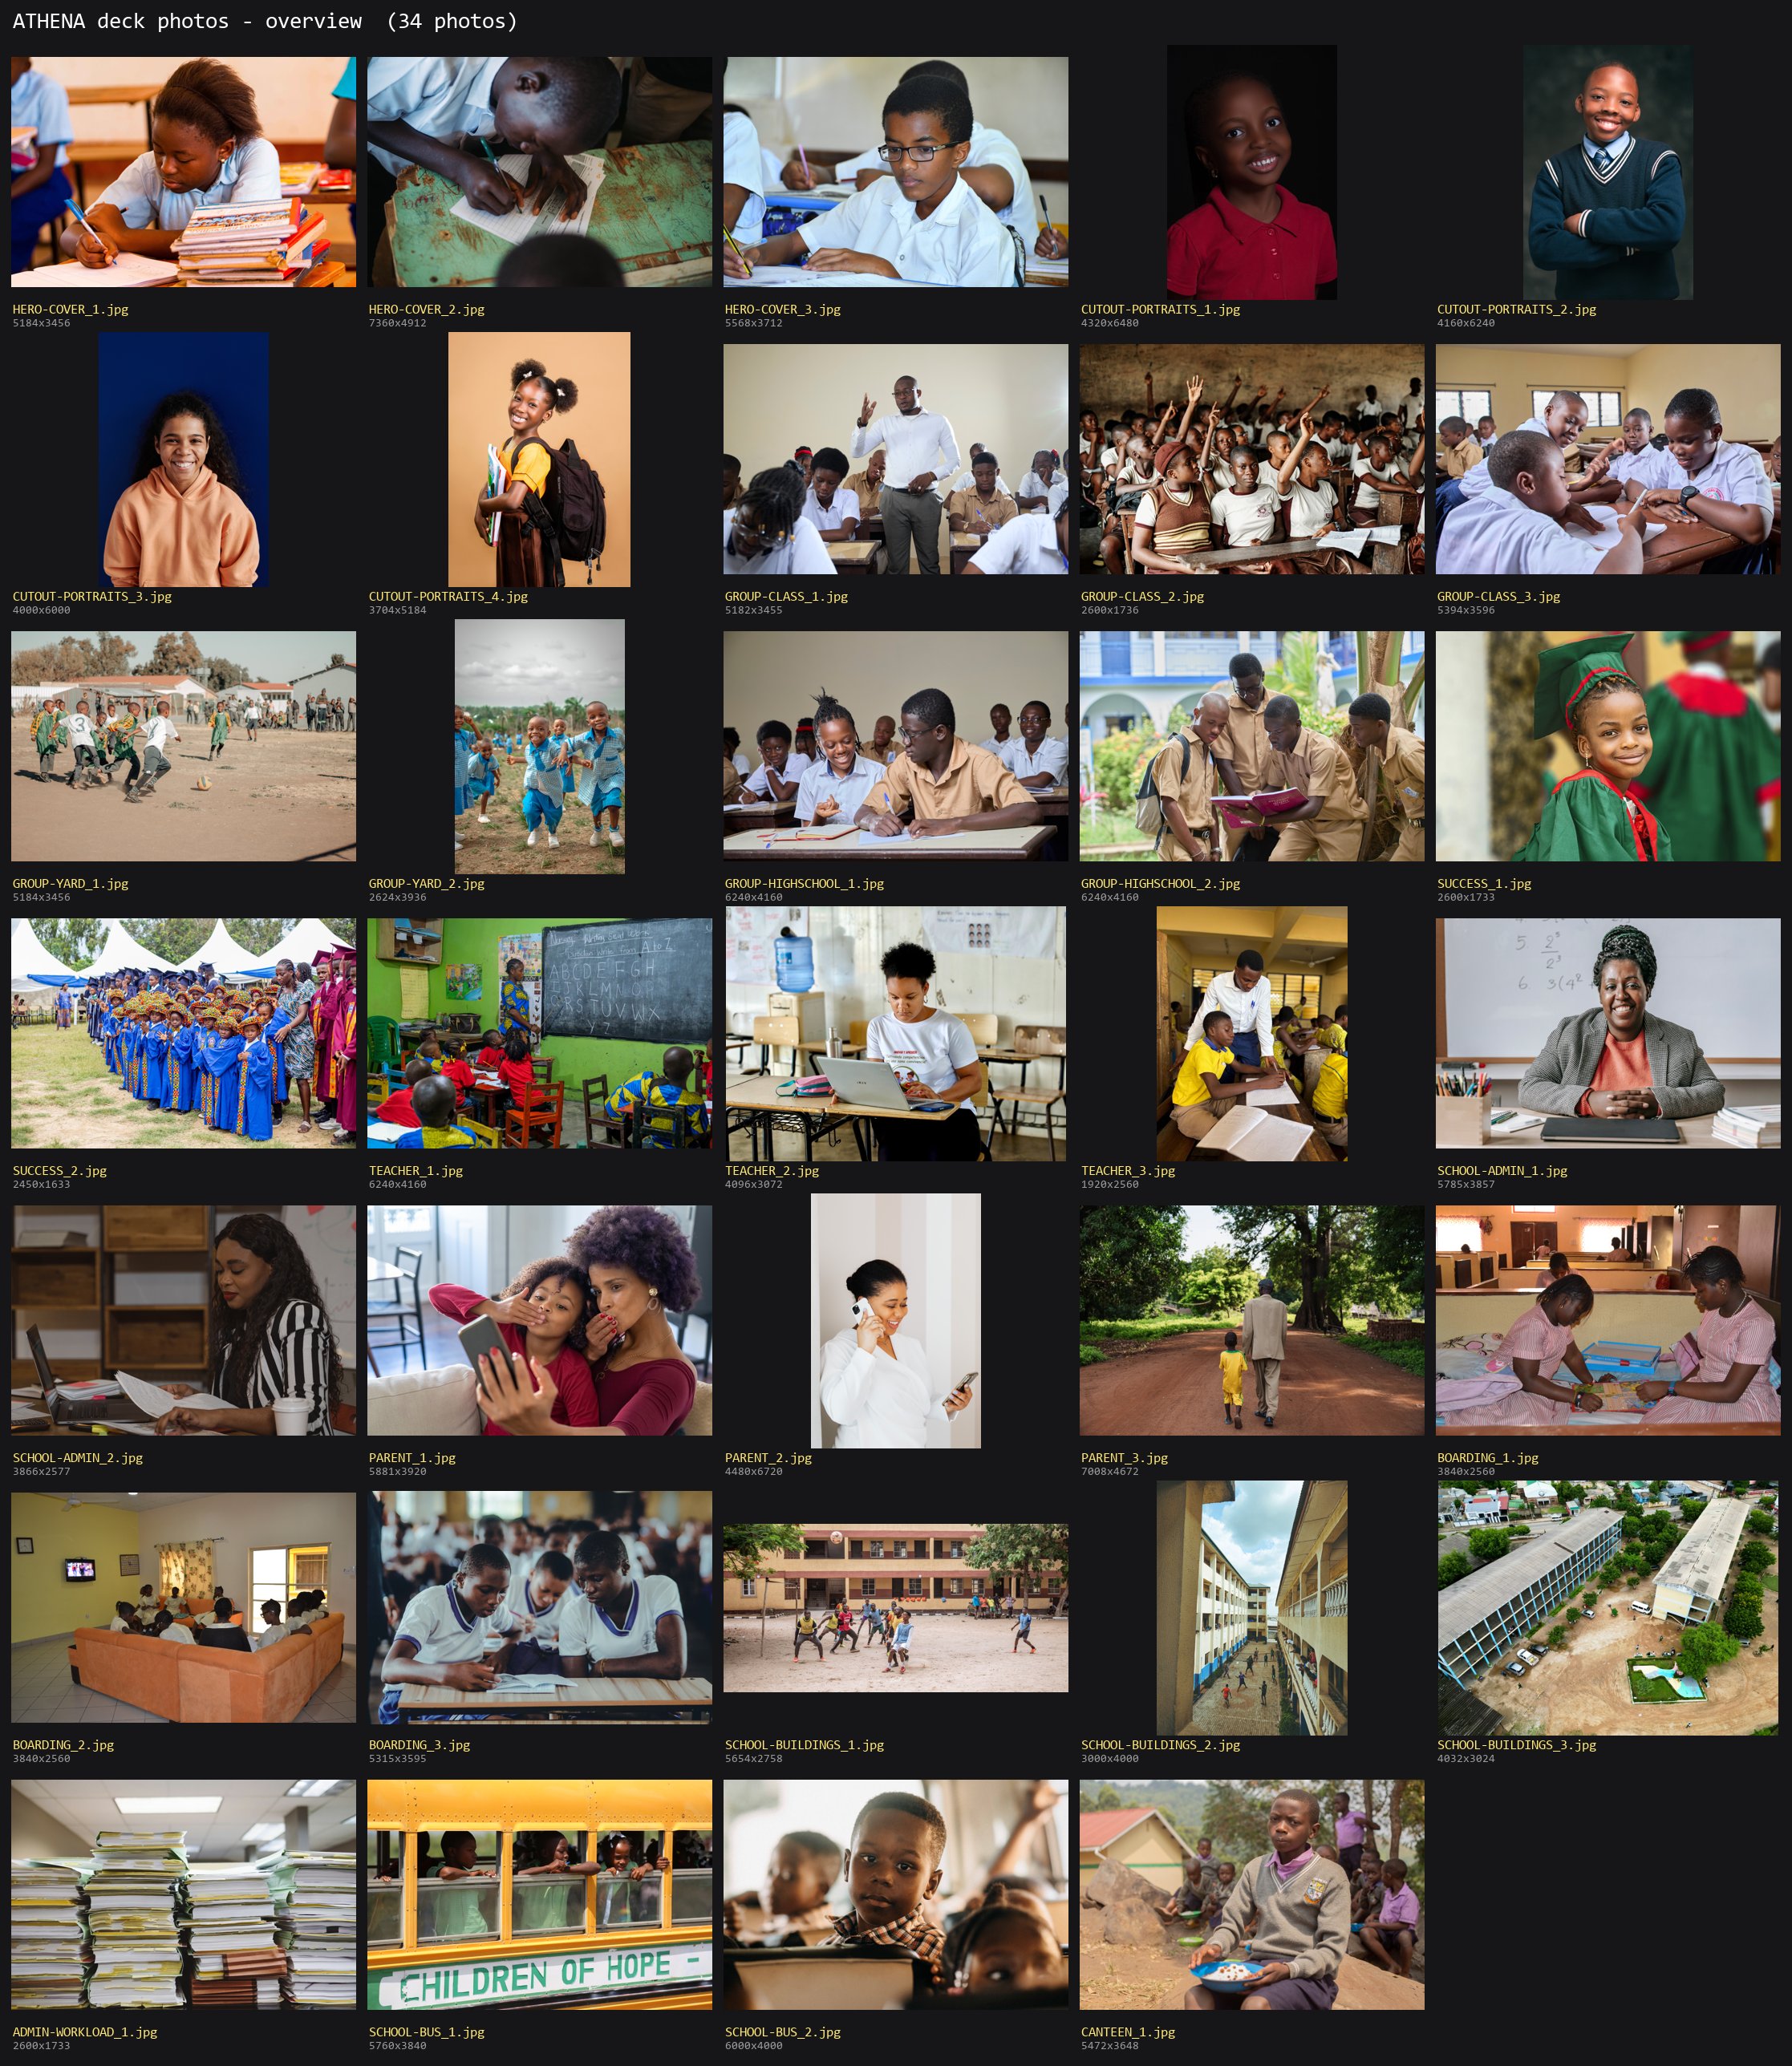 ATHENA deck photos - overview  (34 photos)
HERO-COVER_1.jpg
5184x3456
HERO-COVER_2.jpg
7360x4912
HERO-COVER_3.jpg
5568x3712
CUTOUT-PORTRAITS_1.jpg
4320x6480
CUTOUT-PORTRAITS_2.jpg
4160x6240
CUTOUT-PORTRAITS_3.jpg
4000x6000
CUTOUT-PORTRAITS_4.jpg
3704x5184
GROUP-CLASS_1.jpg
5182x3455
GROUP-CLASS_2.jpg
2600x1736
GROUP-CLASS_3.jpg
5394x3596
3
GROUP-YARD_1.jpg
5184x3456
GROUP-YARD_2.jpg
2624x3936
GROUP-HIGHSCHOOL_1.jpg
6240x4160
GROUP-HIGHSCHOOL_2.jpg
6240x4160
SUCCESS_1.jpg
2600x1733
SUCCESS_2.jpg
2450x1633
A to Z
A B C D E F G H
TEACHER_1.jpg
6240x4160
TEACHER_2.jpg
4096x3072
TEACHER_3.jpg
1920x2560
5.
6.
SCHOOL-ADMIN_1.jpg
5785x3857
SCHOOL-ADMIN_2.jpg
3866x2577
PARENT_1.jpg
5881x3920
PARENT_2.jpg
4480x6720
PARENT_3.jpg
7008x4672
BOARDING_1.jpg
3840x2560
BOARDING_2.jpg
3840x2560
BOARDING_3.jpg
5315x3595
SCHOOL-BUILDINGS_1.jpg
5654x2758
SCHOOL-BUILDINGS_2.jpg
3000x4000
SCHOOL-BUILDINGS_3.jpg
4032x3024
ADMIN-WORKLOAD_1.jpg
2600x1733
CHILDREN OF HOPE -
SCHOOL-BUS_1.jpg
5760x3840
SCHOOL-BUS_2.jpg
6000x4000
CANTEEN_1.jpg
5472x3648